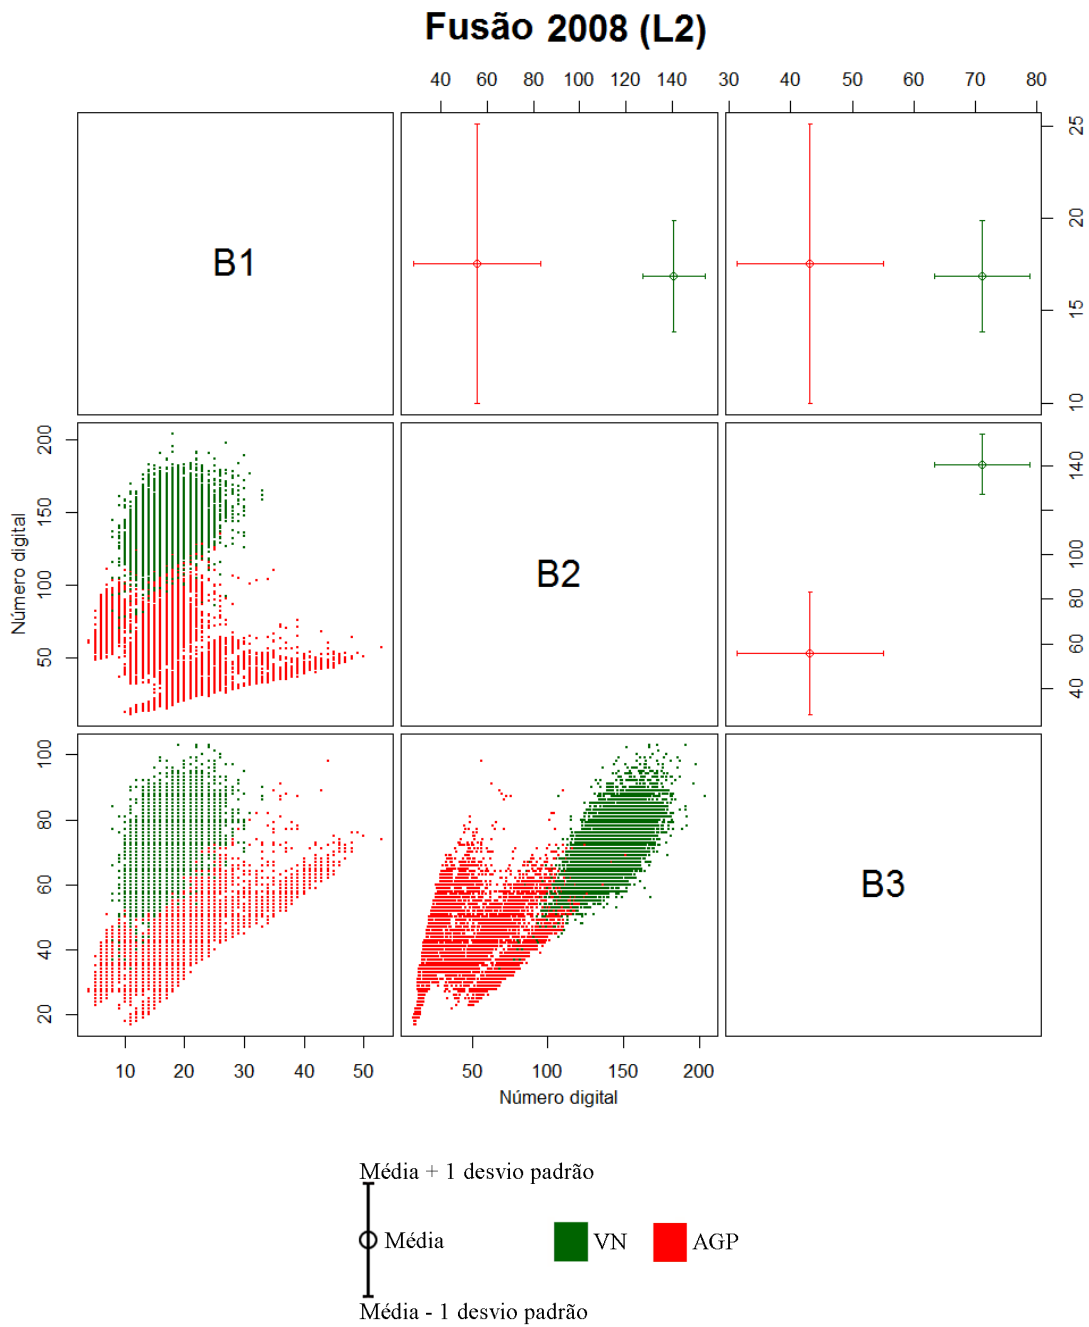 Fusão 2008 (L2)
40 60 80 100 120 140
30 40 50 60 70 80
B1
25
20
15
10
Número digital
200
150
100
50
B2
140
100
80
60
40
100
80
60
40
20
B3
10 20 30 40 50
50 100 150 200
Número digital
Média + 1 desvio padrão
Média
VN
AGP
Média - 1 desvio padrão